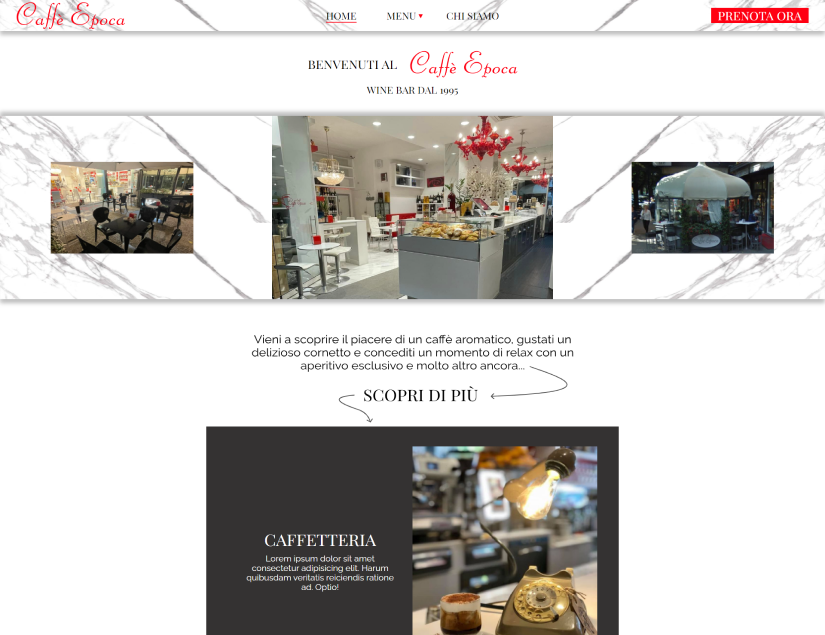 Caffè Epoca
HOME
MENU
CHI SIAMO
PRENOTA ORA
BENVENUTI AL Caffè Epoca
WINE BAR DAL 1995
Vieni a scoprire il piacere di un caffè aromatico, gustati un
delizioso cornetto e concediti un momento di relax con un
aperitivo esclusivo e molto altro ancora...
SCOPRI DI PIÙ
CAFFETTERIA
Lorem ipsum dolor sit amet
consectetur adipisicing elit. Harum
quibusdam veritatis reiciendis ratione
ad. Optio!